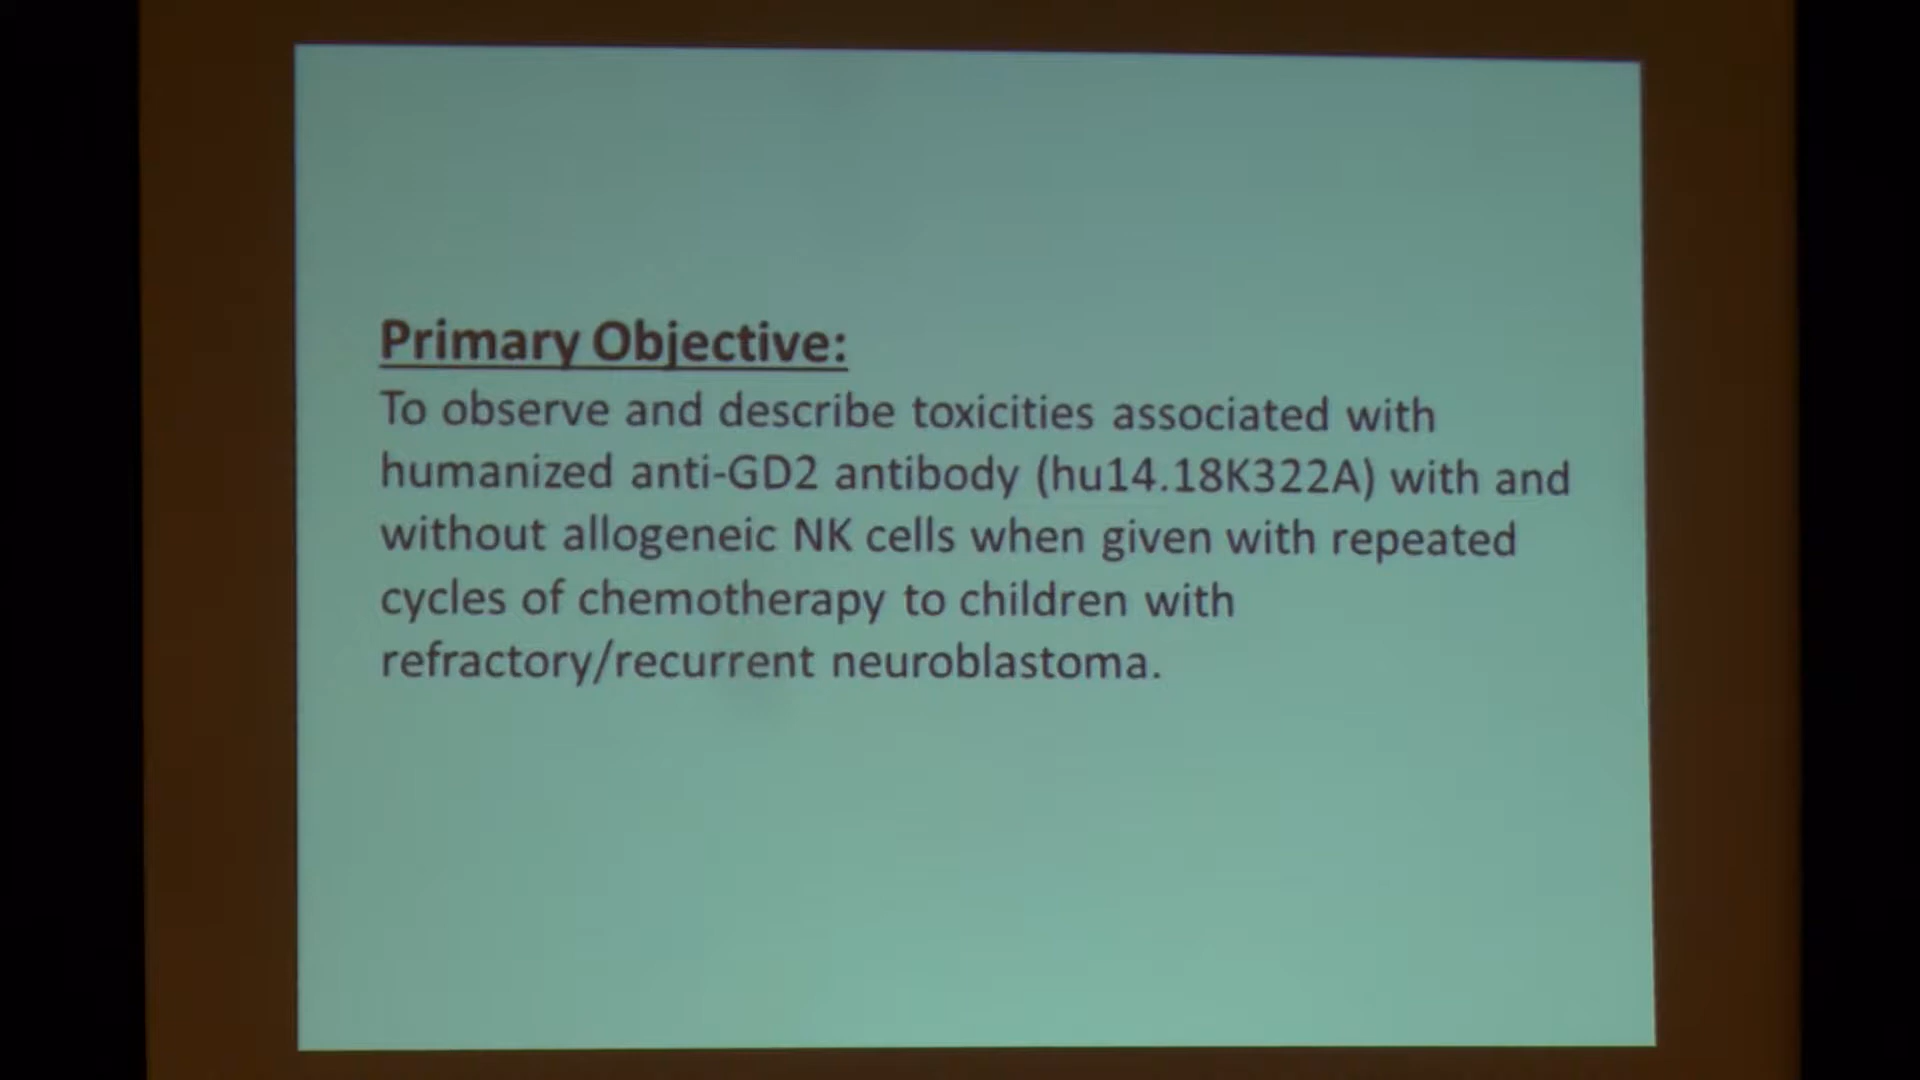 Primary Objective:
To observe and describe toxicities associated with
humanized anti-GD2 antibody (hu14.18K322A) with and
without allogeneic NK cells when given with repeated
cycles of chemotherapy to children with
refractory/recurrent neuroblastoma.